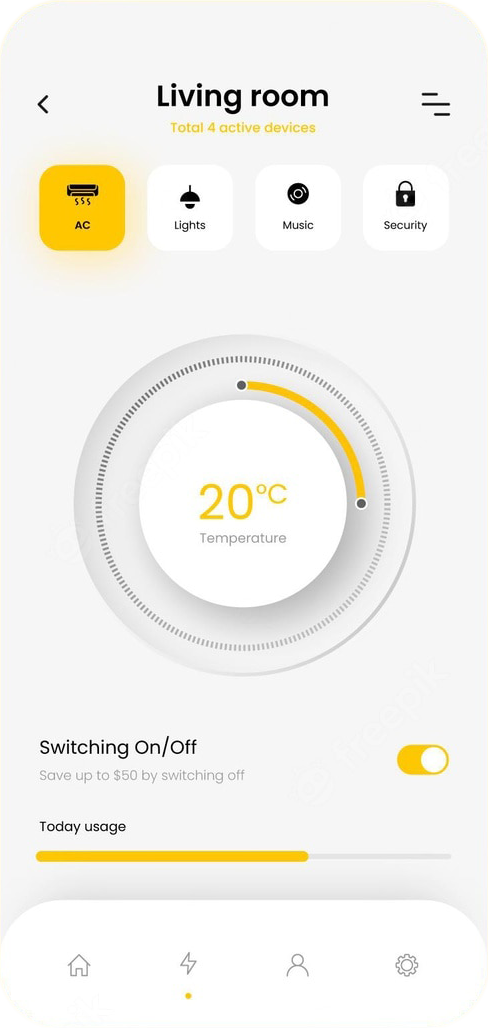 Living room
Total 4 active devices
AC
Lights
Music
Security
20°C
Temperature
Switching On/Off
Save up to $50 by switching off
Today usage
freepik